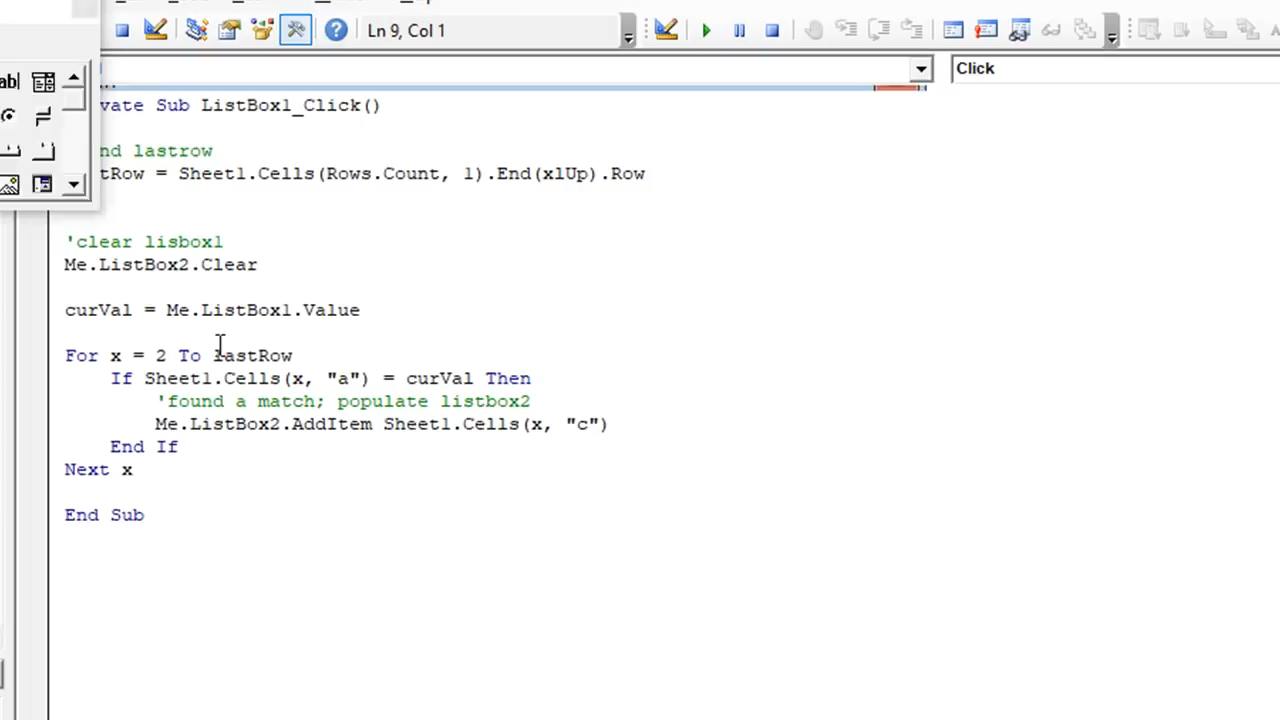 Ln 9, Col 1
ab|
Click
vate Sub ListBox1_Click()
nd lastrow
tRow = Sheet1.Cells(Rows.Count, 1).End(xlUp).Row
'clear lisbox1
Me.ListBox2.Clear
curVal = Me.ListBox1.Value
For x = 2 To lastRow
If Sheet1.Cells(x, "a") = curVal Then
'found a match; populate listbox2
Me.ListBox2.AddItem Sheet1.Cells(x, "c")
End If
Next x
End Sub